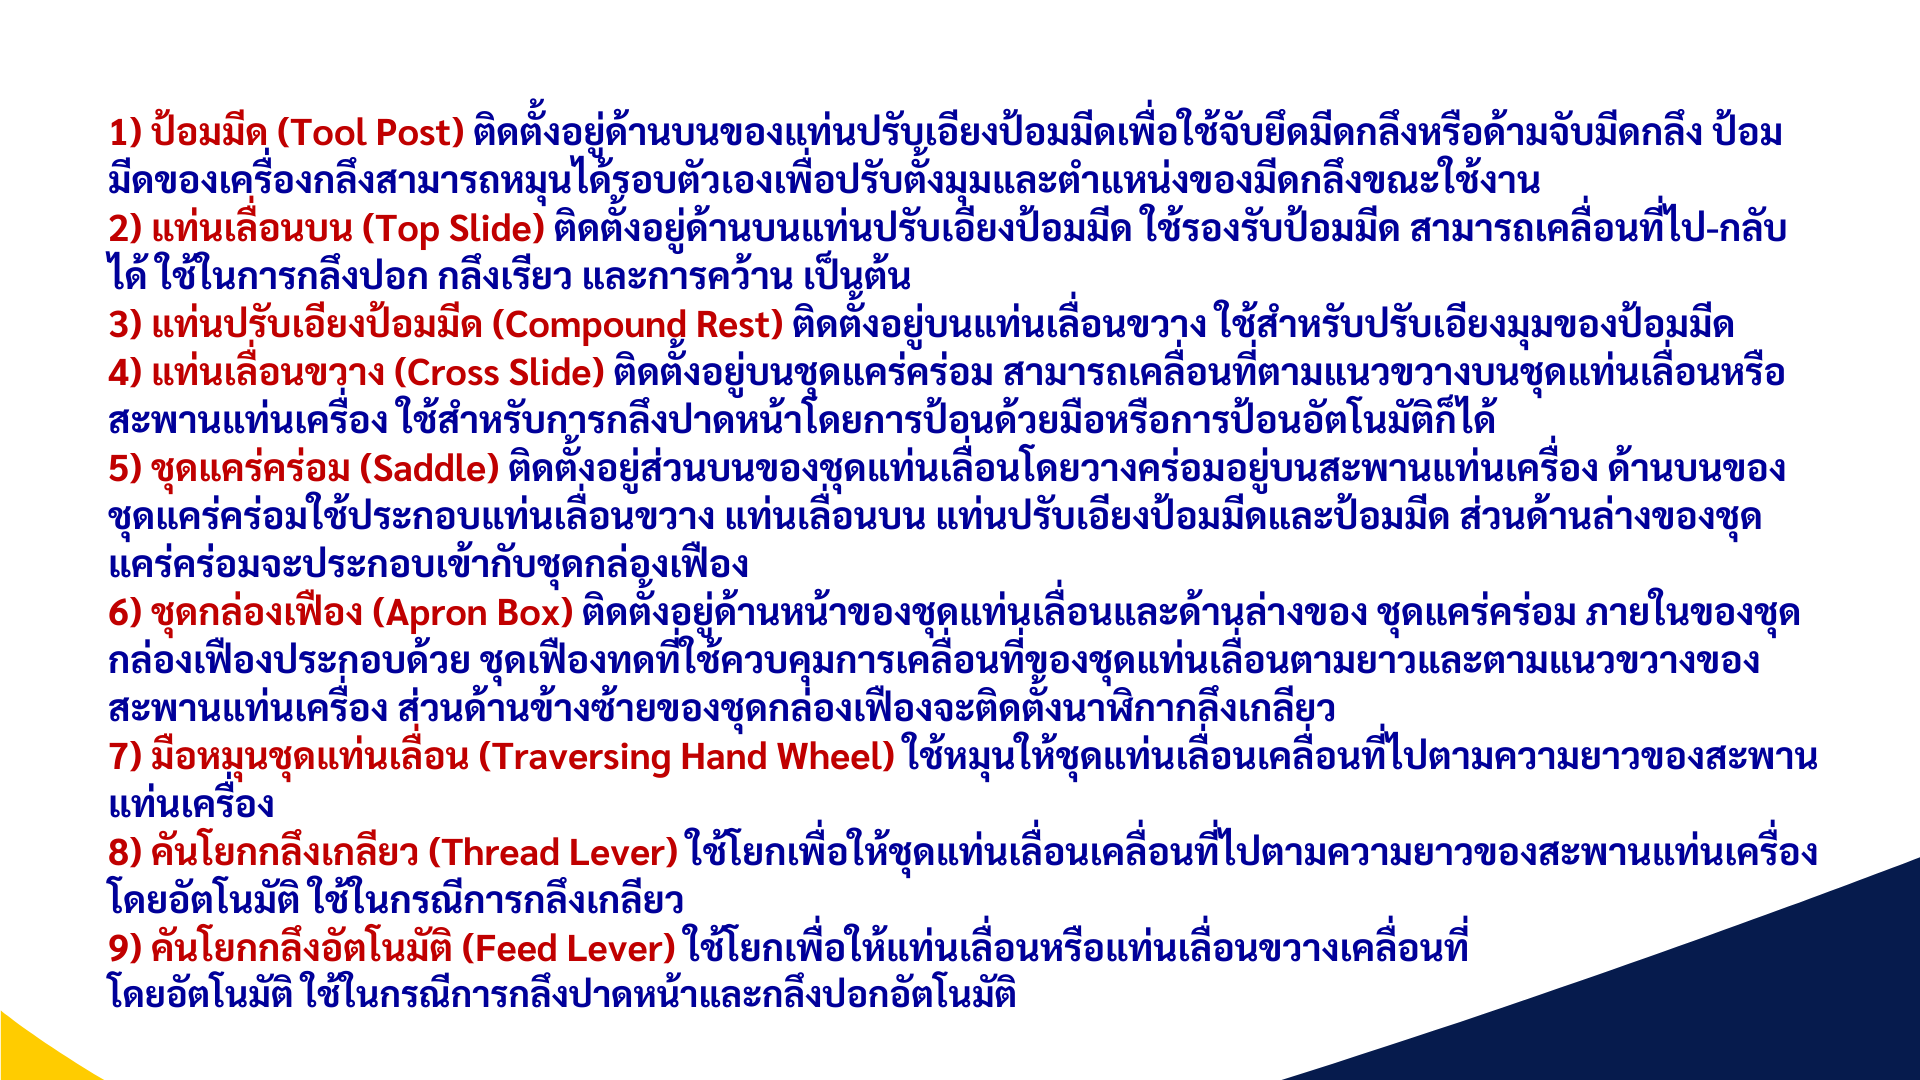 1) ป้อมมีด (Tool Post) ติดตั้งอยู่ด้านบนของแท่นปรับเอียงป้อมมีดเพื่อใช้จับยึดมีดกลึงหรือด้ามจับมีดกลึง ป้อม
มีดของเครื่องกลึงสามารถหมุนได้รอบตัวเองเพื่อปรับตั้งมุมและตำแหน่งของมีดกลึงขณะใช้งาน
2) แท่นเลื่อนบน (Top Slide) ติดตั้งอยู่ด้านบนแท่นปรับเอียงป้อมมีด ใช้รองรับป้อมมีด สามารถเคลื่อนที่ไป-กลับ
ได้ ใช้ในการกลึงปอก กลึงเรียว และการคว้าน เป็นต้น
3) แท่นปรับเอียงป้อมมีด (Compound Rest) ติดตั้งอยู่บนแท่นเลื่อนขวาง ใช้สำหรับปรับเอียงมุมของป้อมมีด
4) แท่นเลื่อนขวาง (Cross Slide) ติดตั้งอยู่บนชุดแคร่คร่อม สามารถเคลื่อนที่ตามแนวขวางบนชุดแท่นเลื่อนหรือ
สะพานแท่นเครื่อง ใช้สำหรับการกลึงปาดหน้าโดยการป้อนด้วยมือหรือการป้อนอัตโนมัติก็ได้
5) ชุดแคร่คร่อม (Saddle) ติดตั้งอยู่ส่วนบนของชุดแท่นเลื่อนโดยวางคร่อมอยู่บนสะพานแท่นเครื่อง ด้านบนของ
ชุดแคร่คร่อมใช้ประกอบแท่นเลื่อนขวาง แท่นเลื่อนบน แท่นปรับเอียงป้อมมีดและป้อมมีด ส่วนด้านล่างของชุด
แคร่คร่อมจะประกอบเข้ากับชุดกล่องเฟือง
6) ชุดกล่องเฟือง (Apron Box) ติดตั้งอยู่ด้านหน้าของชุดแท่นเลื่อนและด้านล่างของ ชุดแคร่คร่อม ภายในของชุด
กล่องเฟืองประกอบด้วย ชุดเฟืองทดที่ใช้ควบคุมการเคลื่อนที่ของชุดแท่นเลื่อนตามยาวและตามแนวขวางของ
สะพานแท่นเครื่อง ส่วนด้านข้างซ้ายของชุดกล่องเฟืองจะติดตั้งนาฬิกากลึงเกลียว
7) มือหมุนชุดแท่นเลื่อน (Traversing Hand Wheel) ใช้หมุนให้ชุดแท่นเลื่อนเคลื่อนที่ไปตามความยาวของสะพาน
แท่นเครื่อง
8) คันโยกกลึงเกลียว (Thread Lever) ใช้โยกเพื่อให้ชุดแท่นเลื่อนเคลื่อนที่ไปตามความยาวของสะพานแท่นเครื่อง
โดยอัตโนมัติ ใช้ในกรณีการกลึงเกลียว
9) คันโยกกลึงอัตโนมัติ (Feed Lever) ใช้โยกเพื่อให้แท่นเลื่อนหรือแท่นเลื่อนขวางเคลื่อนที่
โดยอัตโนมัติ ใช้ในกรณีการกลึงปาดหน้าและกลึงปอกอัตโนมัติ